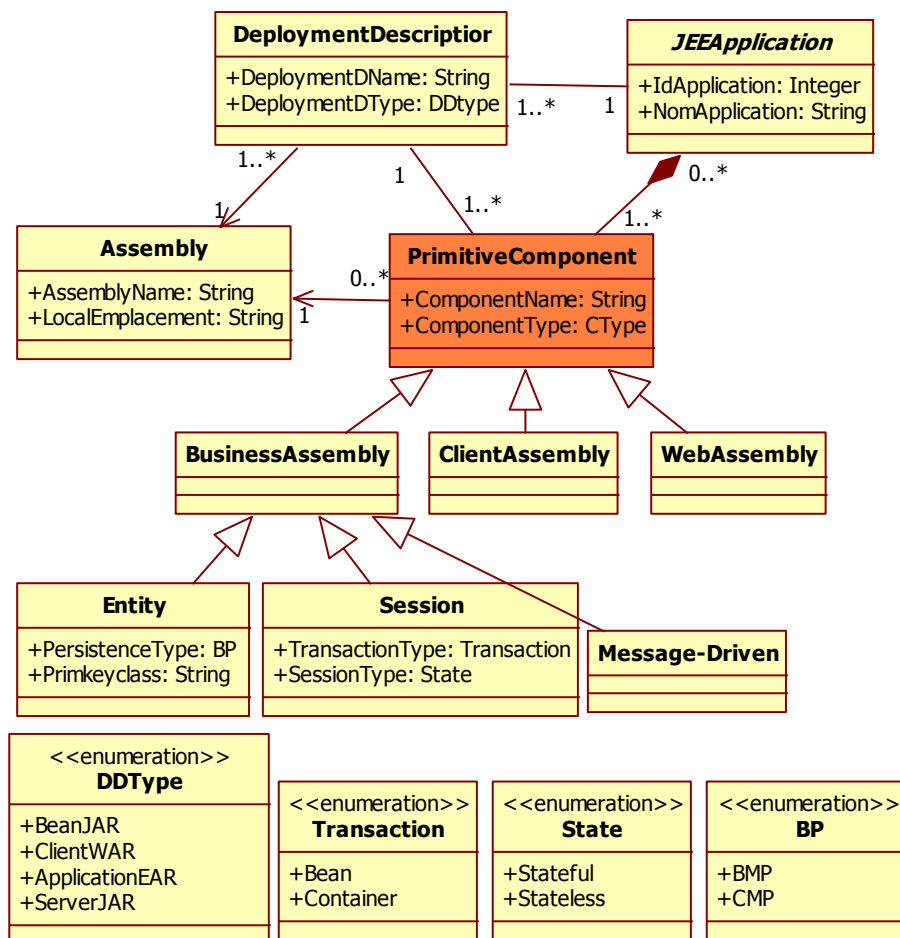 DeploymentDescriptior
+DeploymentDName: String
+DeploymentDType: DDtype
JEEApplication
+IdApplication: Integer
+NomApplication: String
1..*
1
1..*
1
1
1..*
0..*
1..*
Assembly
+AssemblyName: String
+LocalEmplacement: String
0..*
1
PrimitiveComponent
+ComponentName: String
+ComponentType: CType
BusinessAssembly
ClientAssembly
WebAssembly
Entity
+PersistenceType: BP
+Primkeyclass: String
Session
+TransactionType: Transaction
+SessionType: State
Message-Driven
<<enumeration>>
DDType
+BeanJAR
+ClientWAR
+ApplicationEAR
+ServerJAR
<<enumeration>>
Transaction
+Bean
+Container
<<enumeration>>
State
+Stateful
+Stateless
<<enumeration>>
BP
+BMP
+CMP